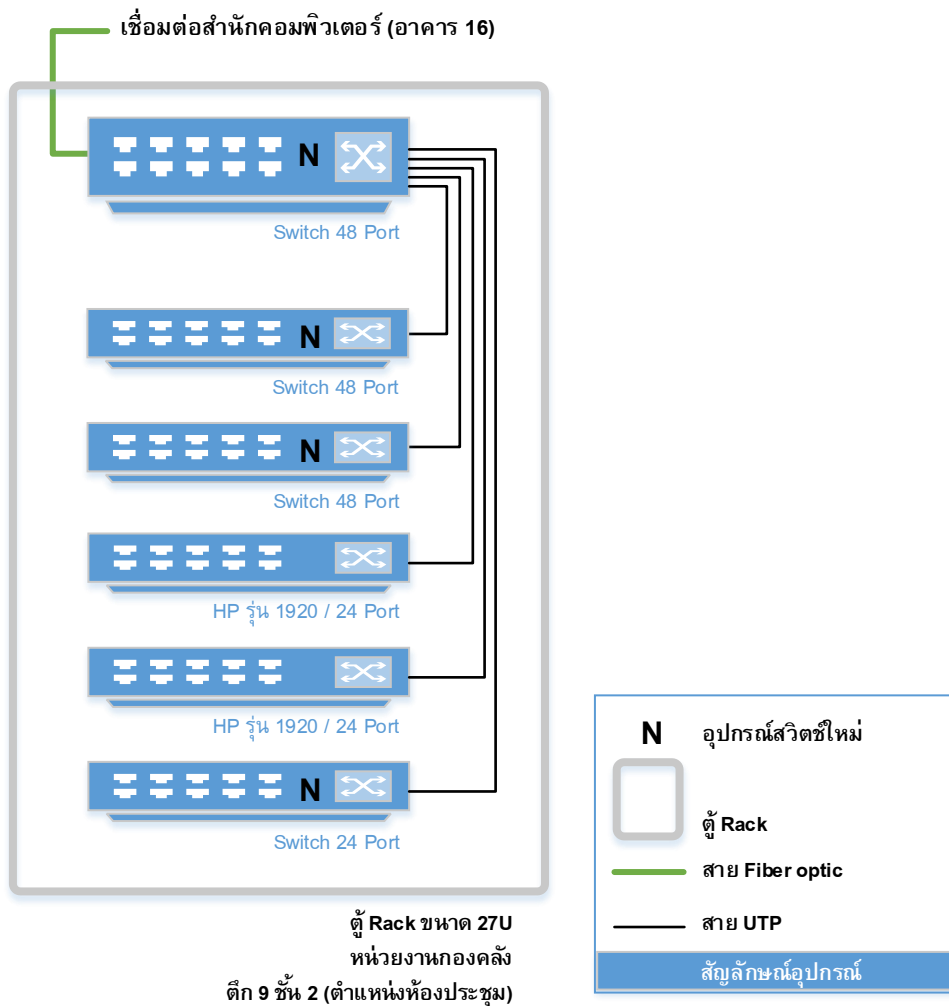 เชื่อมต่อสำนักคอมพิวเตอร์ (อาคาร 16)
N
Switch 48 Port
N
Switch 48 Port
N
Switch 48 Port
HP รุ่น 1920 / 24 Port
HP รุ่น 1920 / 24 Port
N
Switch 24 Port
ตู้ Rack ขนาด 27U
หน่วยงานกองคลัง
ตึก 9 ชั้น 2 (ตำแหน่งห้องประชุม)
N อุปกรณ์สวิตช์ใหม่
ตู้ Rack
สาย Fiber optic
สาย UTP
สัญลักษณ์อุปกรณ์